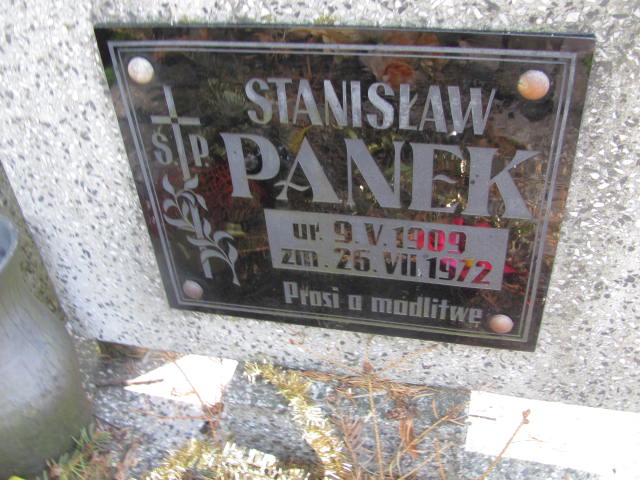 STANISŁAW
Ś.P. PANEK
ur. 9.V.1909
zm. 26.VII.1972
Prosi o modlitwę